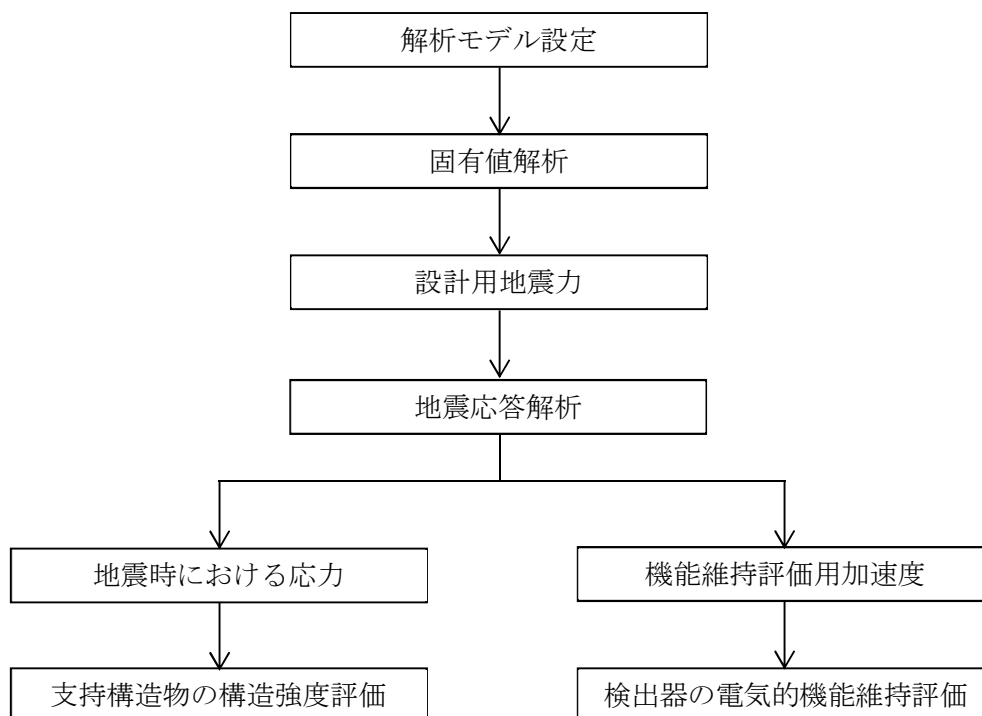 解析モデル設定
固有値解析
設計用地震力
地震応答解析
地震時における応力
機能維持評価用加速度
支持構造物の構造強度評価
検出器の電気的機能維持評価